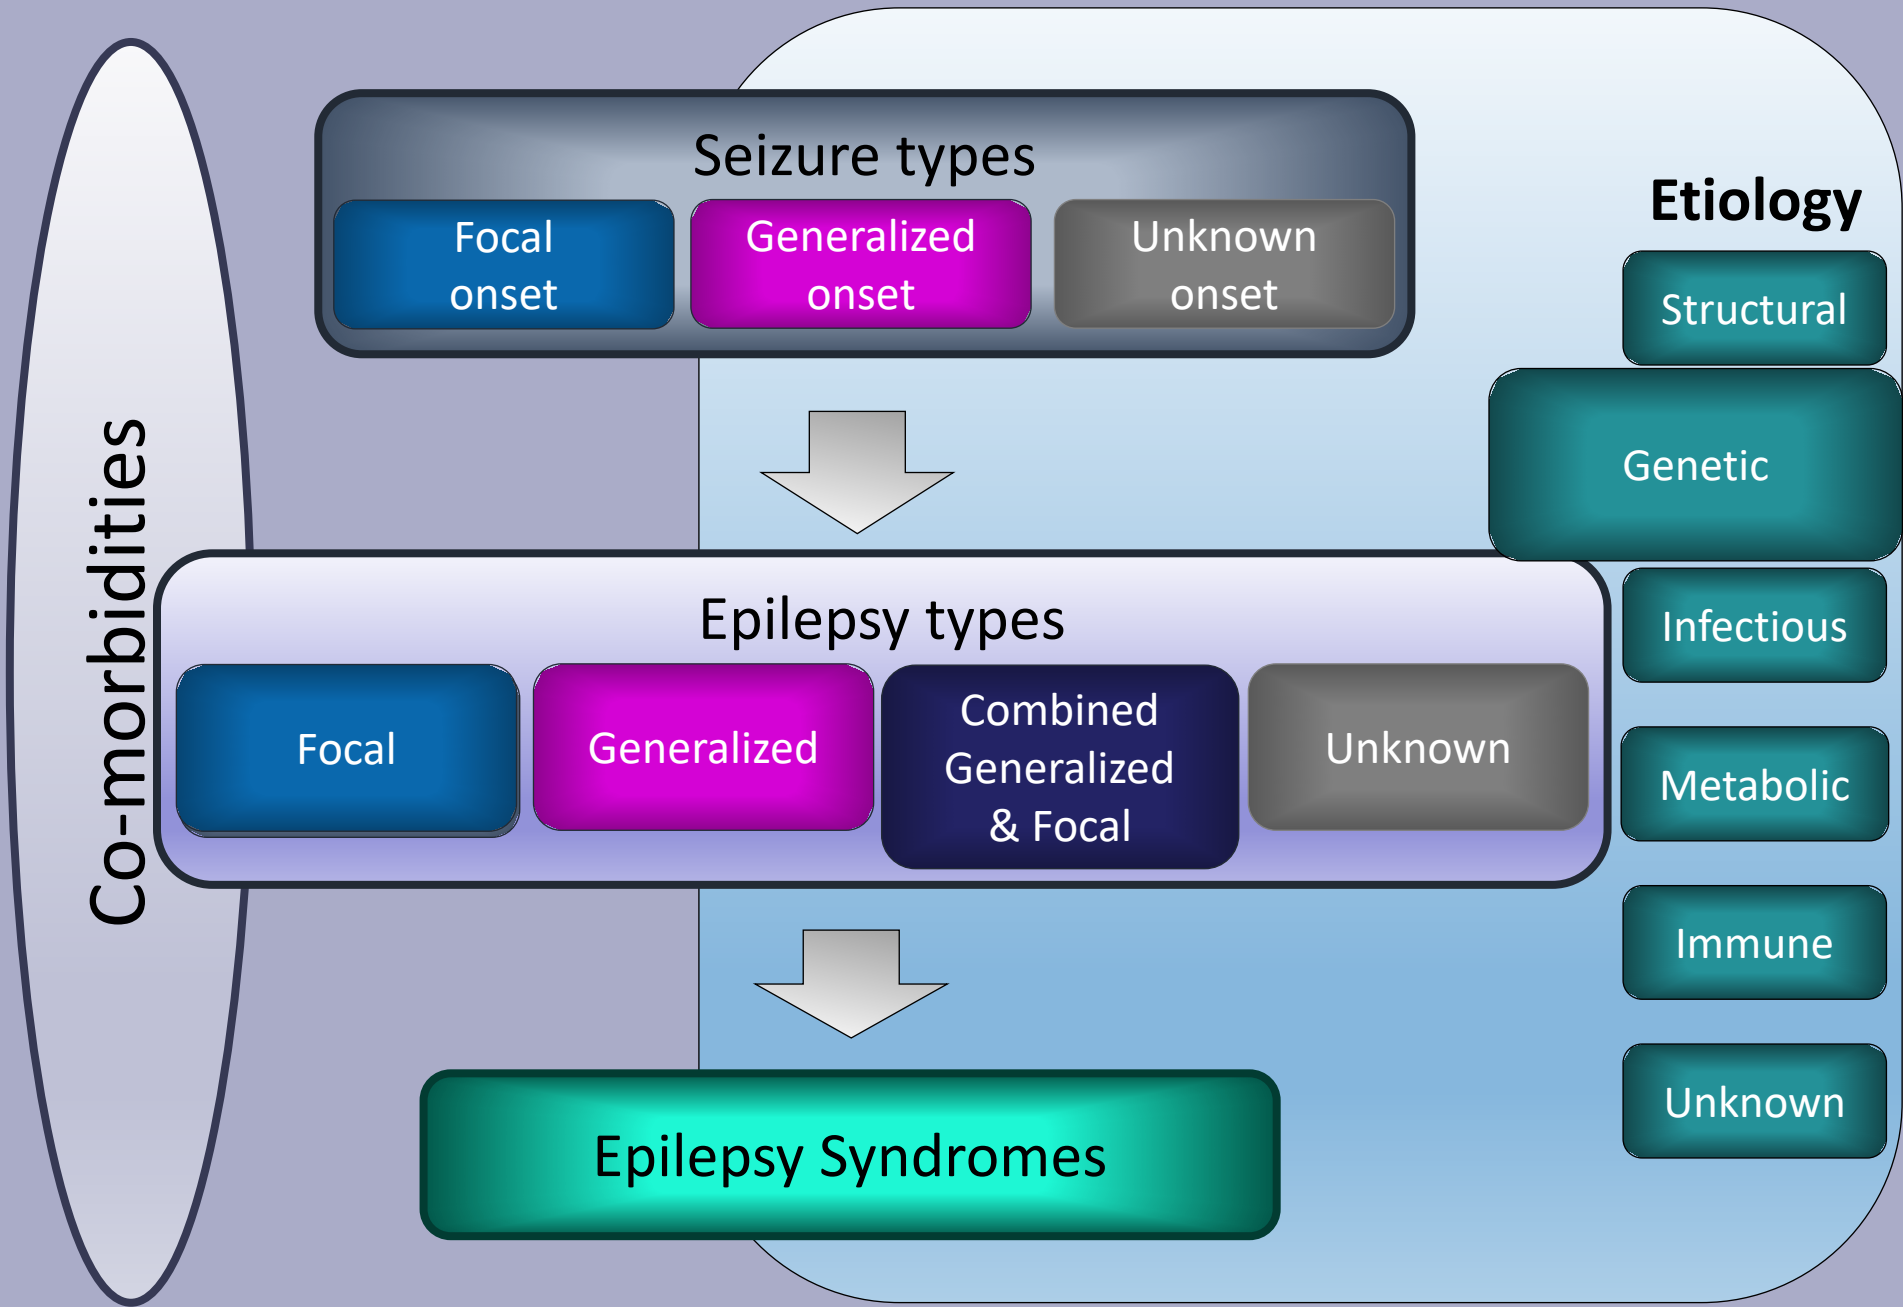 Co-morbidities
Seizure types
Focal
onset
Generalized
onset
Unknown
onset
Epilepsy types
Focal
Generalized
Combined
Generalized
& Focal
Unknown
Epilepsy Syndromes
Etiology
Structural
Genetic
Infectious
Metabolic
Immune
Unknown